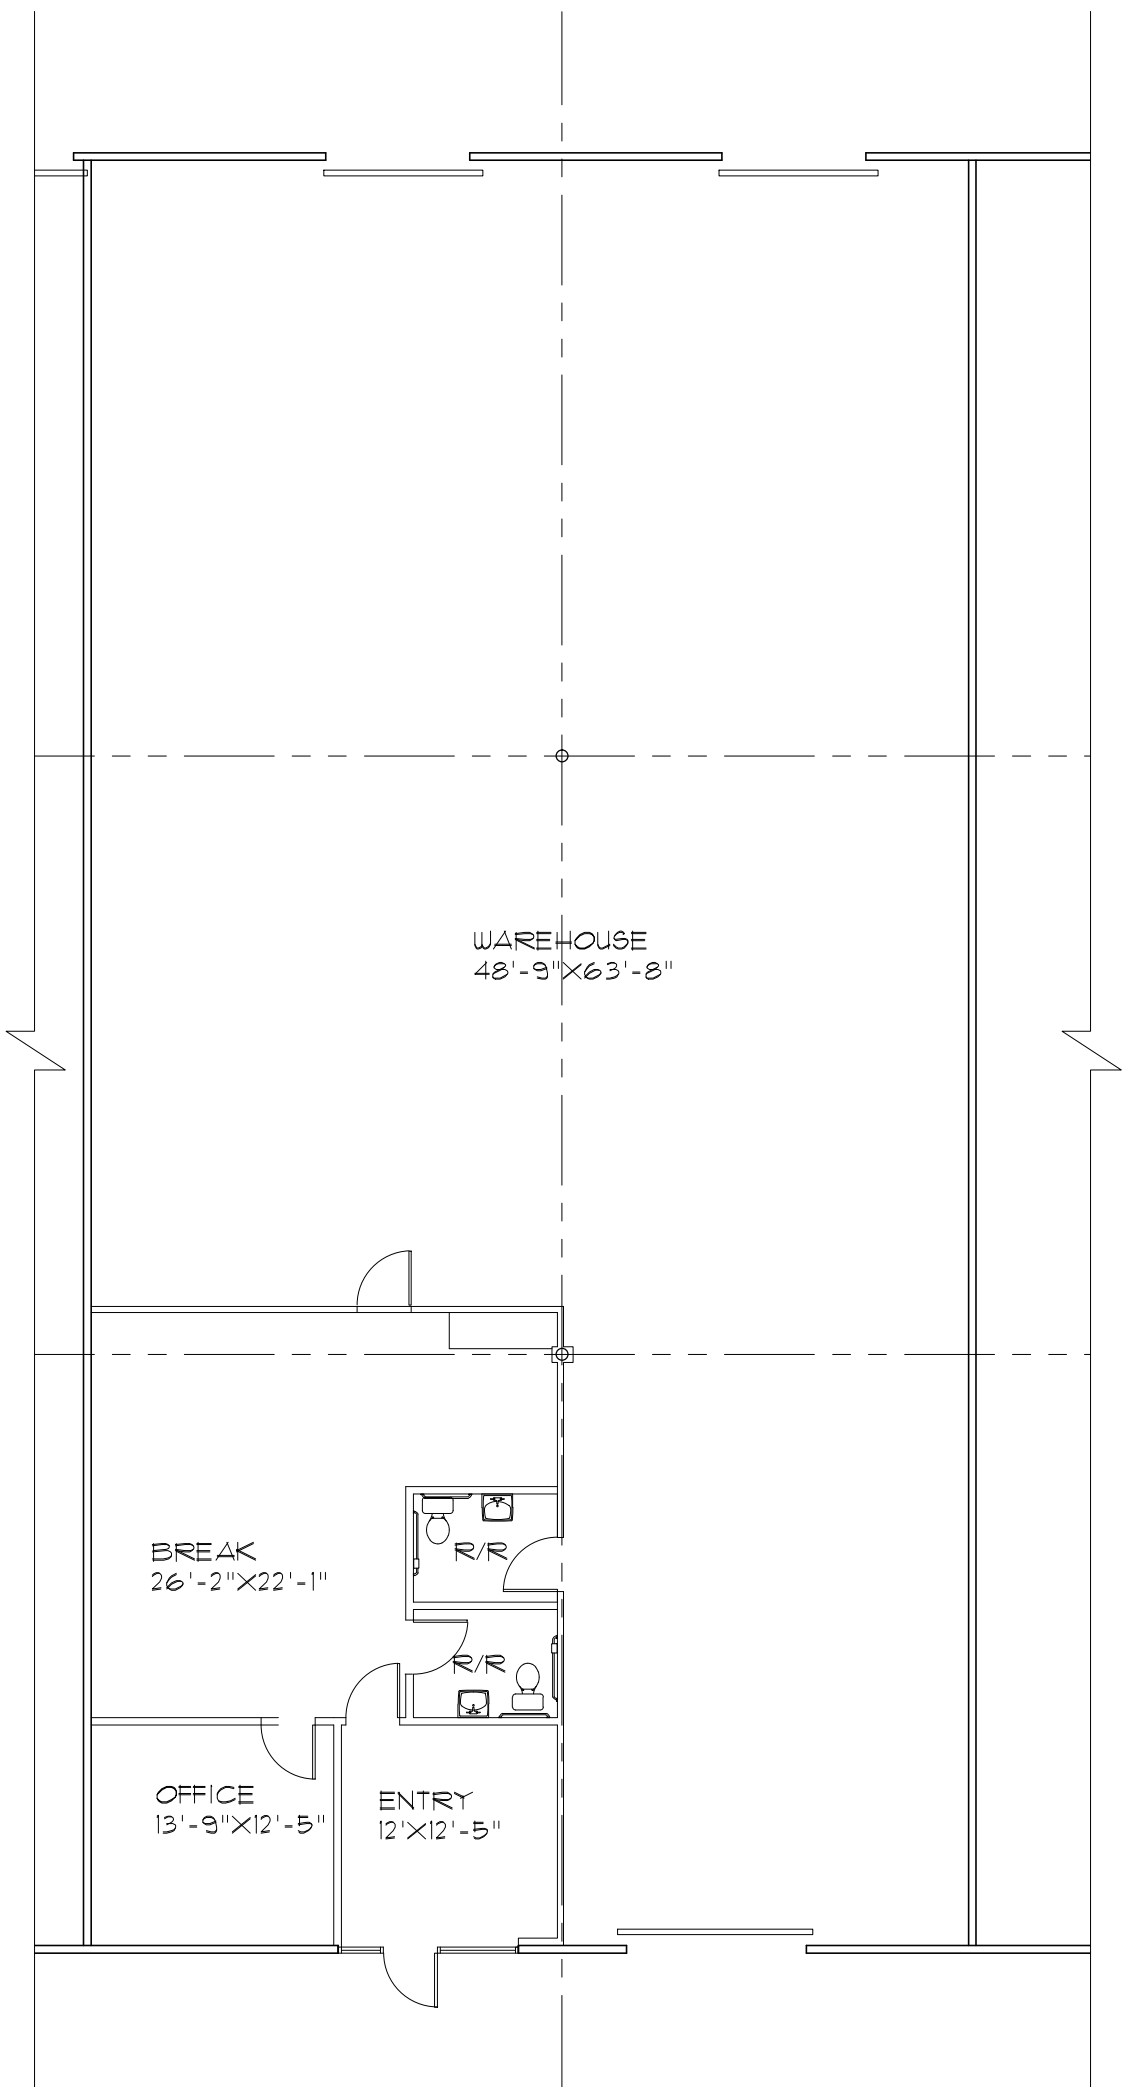 WAREHOUSE
48'-9"X63'-8"
BREAK
26'-2"X22'-1"
R/R
R/R
OFFICE
13'-9"X12'-5"
ENTRY
12'X12'-5"